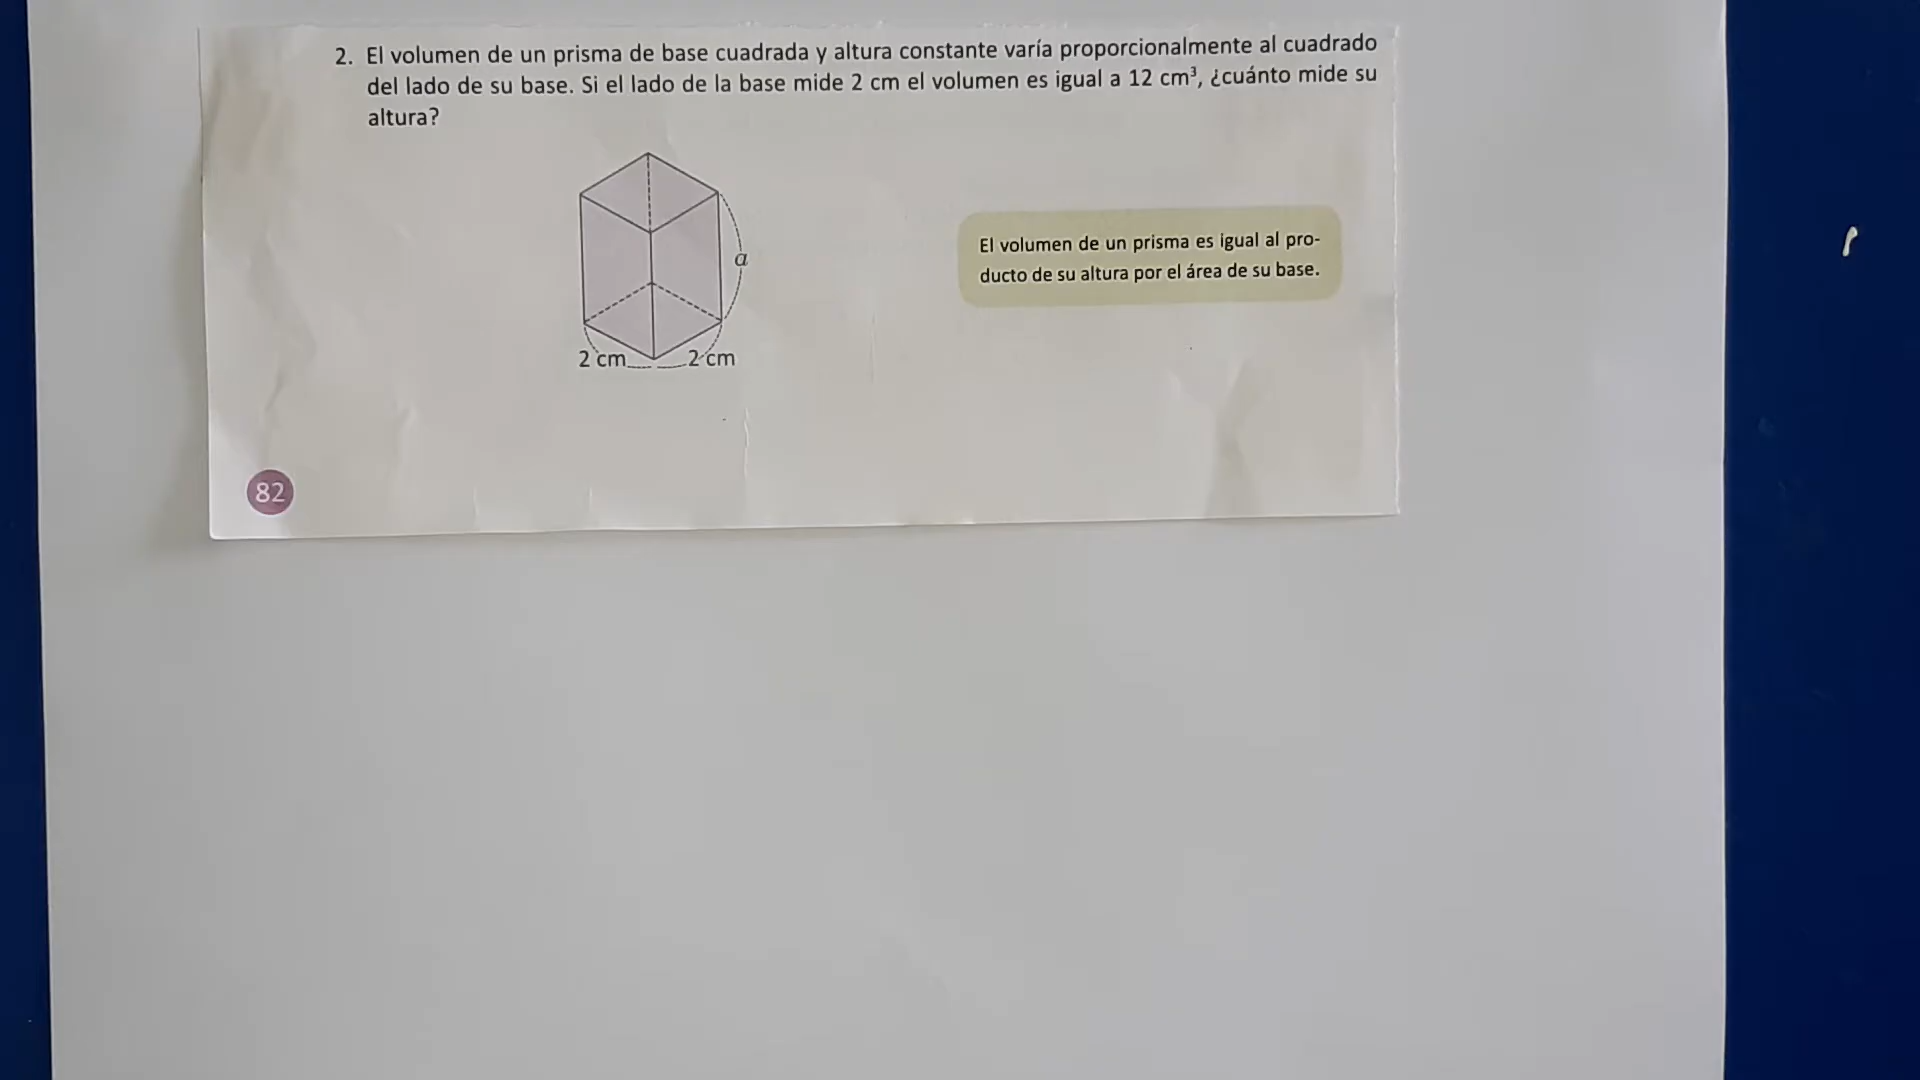 2. El volumen de un prisma de base cuadrada y altura constante varía proporcionalmente al cuadrado
del lado de su base. Si el lado de la base mide 2 cm el volumen es igual a 12 cm³, ¿cuánto mide su
altura?
El volumen de un prisma es igual al pro-
ducto de su altura por el área de su base.
a
2 cm 2 cm
82